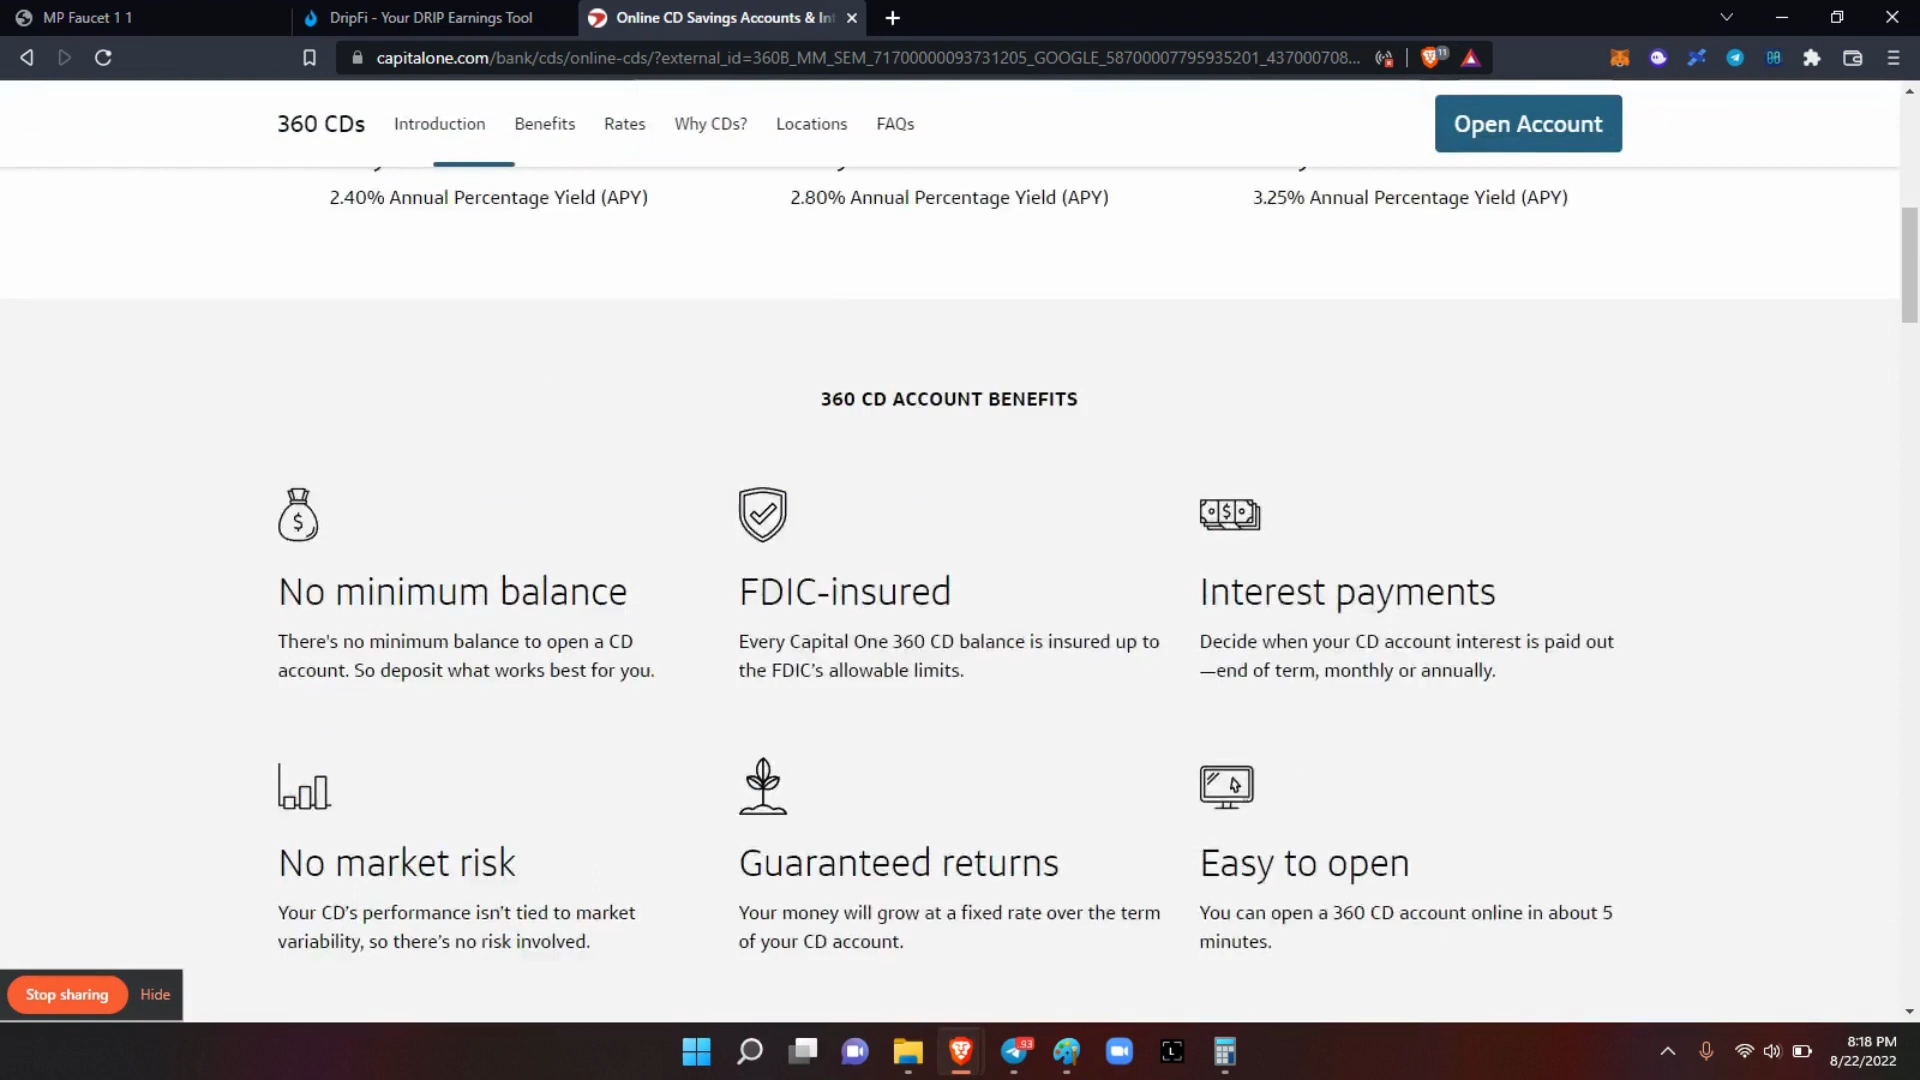 MP Faucet 1 1
DripFi - Your DRIP Earnings Tool
Online CD Savings Accounts & Int
capitalone.com/bank/cds/online-cds/?external_id=360B_MM_SEM_71700000093731205_GOOGLE_58700007795935201_437000708...
11
360 CDs
Introduction
Benefits
Rates
Why CDs?
Locations
FAQs
Open Account
2.40% Annual Percentage Yield (APY)
2.80% Annual Percentage Yield (APY)
3.25% Annual Percentage Yield (APY)
360 CD ACCOUNT BENEFITS
No minimum balance
There's no minimum balance to open a CD
account. So deposit what works best for you.
FDIC-insured
Every Capital One 360 CD balance is insured up to
the FDIC's allowable limits.
Interest payments
Decide when your CD account interest is paid out
—end of term, monthly or annually.
No market risk
Your CD's performance isn't tied to market
variability, so there's no risk involved.
Guaranteed returns
Your money will grow at a fixed rate over the term
of your CD account.
Easy to open
You can open a 360 CD account online in about 5
minutes.
Stop sharing
Hide
93
L
8:18 PM
8/22/2022